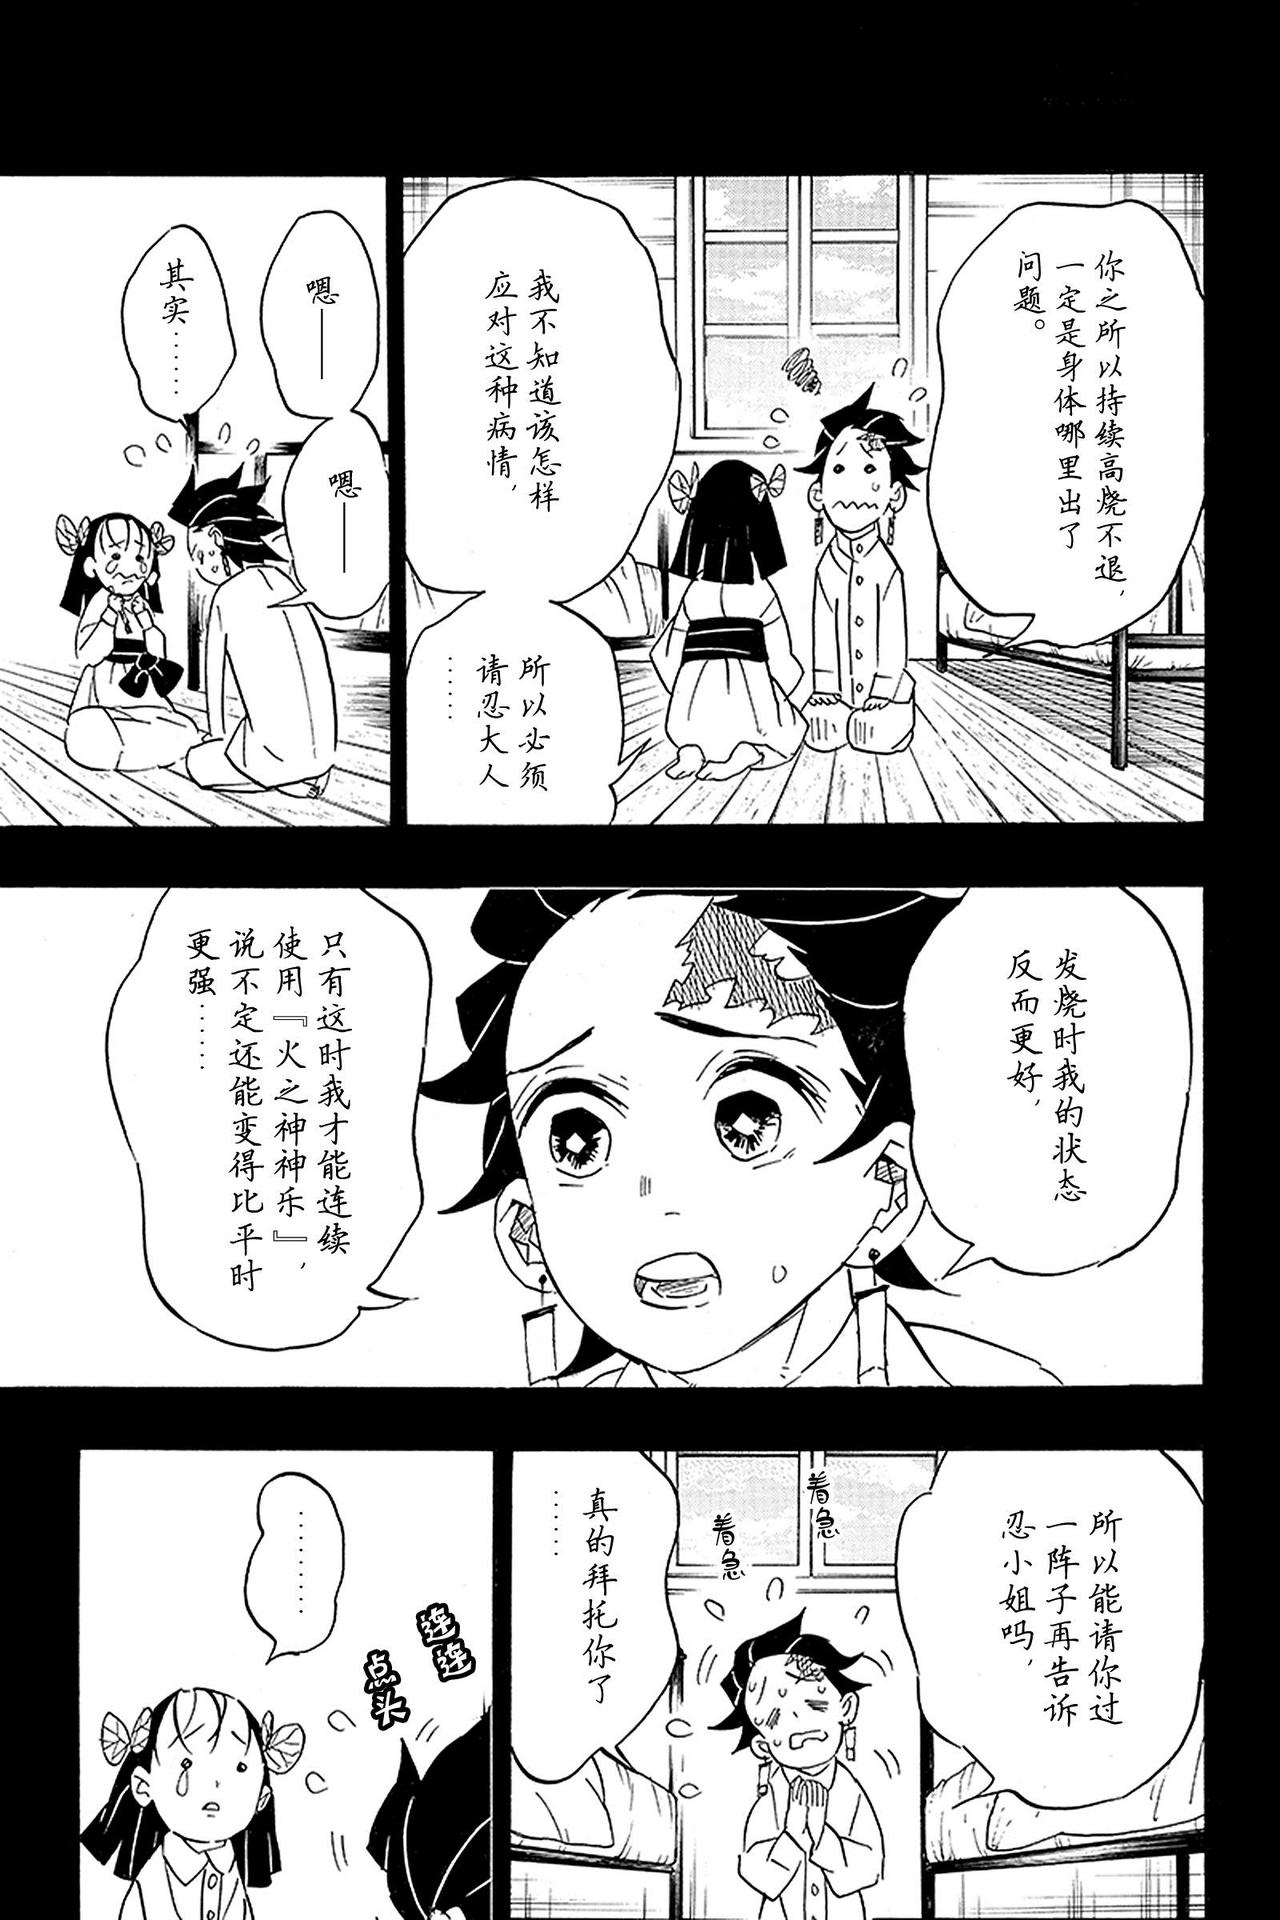 你之所以持续高烧不退，
一定是身体哪里出了
问题。
我不知道该怎样
应对这种病情，
所以必须
请忍大人
……
嗯——
嗯——
其实……
发烧时我的状态
反而更好，
只有这时我才能连续
使用『火之神神乐』，
说不定还能变得比平时
更强……
所以能请你过
一阵子再告诉
忍小姐吗，
着急
着急
真的拜托你了
……
连连
点头
……